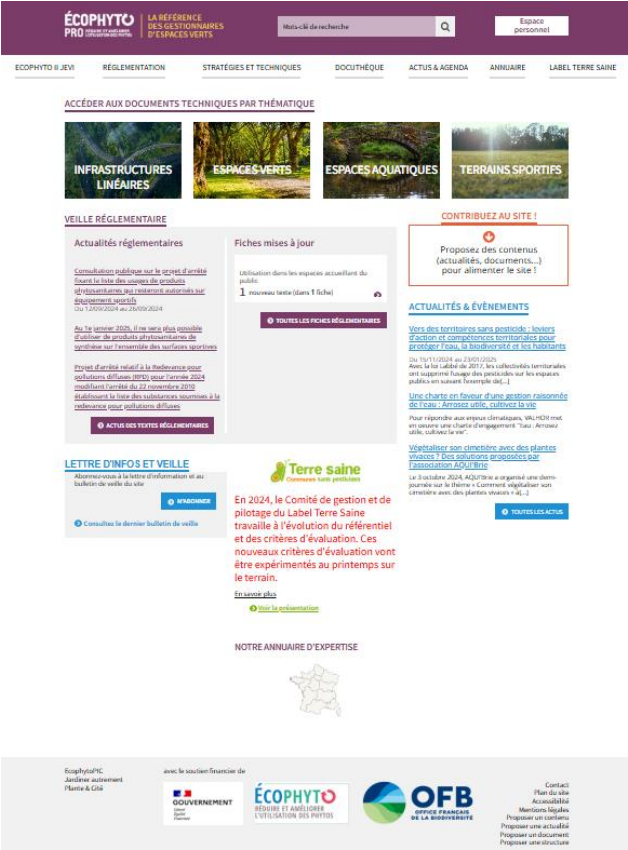 ÉCOPHYTO
PRO RÉDUIRE ET AMÉLIORER L'UTILISATION DES PHYTOS
LA RÉFÉRENCE
DES GESTIONNAIRES
D'ESPACES VERTS
Mots-clé de recherche
Espace
personnel
ECOPHYTO II JEVI
RÉGLEMENTATION
STRATÉGIES ET TECHNIQUES
DOCUTHÈQUE
ACTUS & AGENDA
ANNUAIRE
LABEL TERRE SAINE
ACCÉDER AUX DOCUMENTS TECHNIQUES PAR THÉMATIQUE
INFRASTRUCTURES
LINÉAIRES
ESPACES VERTS
ESPACES AQUATIQUES
TERRAINS SPORTIFS
VEILLE RÉGLEMENTAIRE
Actualités réglementaires
Consultation publique sur le projet d'arrêté
fixant la liste des usages de produits
phytosanitaires qui resteront autorisés sur
équipement sportifs
Du 12/09/2024 au 26/09/2024
Au 1e janvier 2025, il ne sera plus possible
d'utiliser de produits phytosanitaires de
synthèse sur l'ensemble des surfaces sportives
Projet d'arrêté relatif à la Redevance pour
pollutions diffuses (RPD) pour l'année 2024
modifiant l'arrêté du 22 novembre 2010
établissant la liste des substances soumises à la
redevance pour pollutions diffuses
ACTUS DES TEXTES RÉGLEMENTAIRES
Fiches mises à jour
Utilisation dans les espaces accueillant du
public
1 nouveau texte (dans 1 fiche)
TOUTES LES FICHES RÉGLEMENTAIRES
CONTRIBUEZ AU SITE !
Proposez des contenus
(actualités, documents...)
pour alimenter le site !
ACTUALITÉS & ÉVÈNEMENTS
Vers des territoires sans pesticide : leviers
d'action et compétences territoriales pour
protéger l'eau, la biodiversité et les habitants
Du 15/11/2024 au 23/01/2025
Avec la loi Labbé de 2017, les collectivités territoriales
ont supprimé l'usage des pesticides sur les espaces
publics en suivant l'exemple de[...]
Une charte en faveur d'une gestion raisonnée
de l'eau : Arrosez utile, cultivez la vie
Pour répondre aux enjeux climatiques, VALHOR met
en oeuvre une charte d'engagement "Eau : Arrosez
utile, cultivez la vie".
Végétaliser son cimetière avec des plantes
vivaces ? Des solutions proposées par
l'association AQUI'Brie
Le 3 octobre 2024, AQUI'Brie a organisé une demi-
journée sur le thème « Comment végétaliser son
cimetière avec des plantes vivaces » à[...]
TOUTES LES ACTUS
LETTRE D'INFOS ET VEILLE
Abonnez-vous à la lettre d'information et au
bulletin de veille du site
M'ABONNER
Consultez le dernier bulletin de veille
Terre saine
Communes sans pesticides
En 2024, le Comité de gestion et de
pilotage du Label Terre Saine
travaille à l'évolution du référentiel
et des critères d'évaluation. Ces
nouveaux critères d'évaluation vont
être expérimentés au printemps sur
le terrain.
En savoir plus
Voir la présentation
NOTRE ANNUAIRE D'EXPERTISE
EcophytoPIC
Jardiner autrement
Plante & Cité
avec le soutien financier de
GOUVERNEMENT
Liberté
Égalité
Fraternité
ÉCOPHYTO
RÉDUIRE ET AMÉLIORER
L'UTILISATION DES PHYTOS
OFB
OFFICE FRANÇAIS
DE LA BIODIVERSITÉ
Contact
Plan du site
Accessibilité
Mentions légales
Proposer un contenu
Proposer une actualité
Proposer un document
Proposer une structure